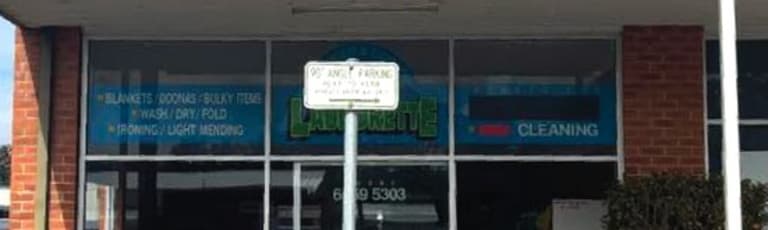 BLANKETS / DOONAS / BULKY ITEMS
WASH / DRY / FOLD
IRONING / LIGHT MENDING
90° ANGLE PARKING
LAUNDRETTE
CLEANING
5303